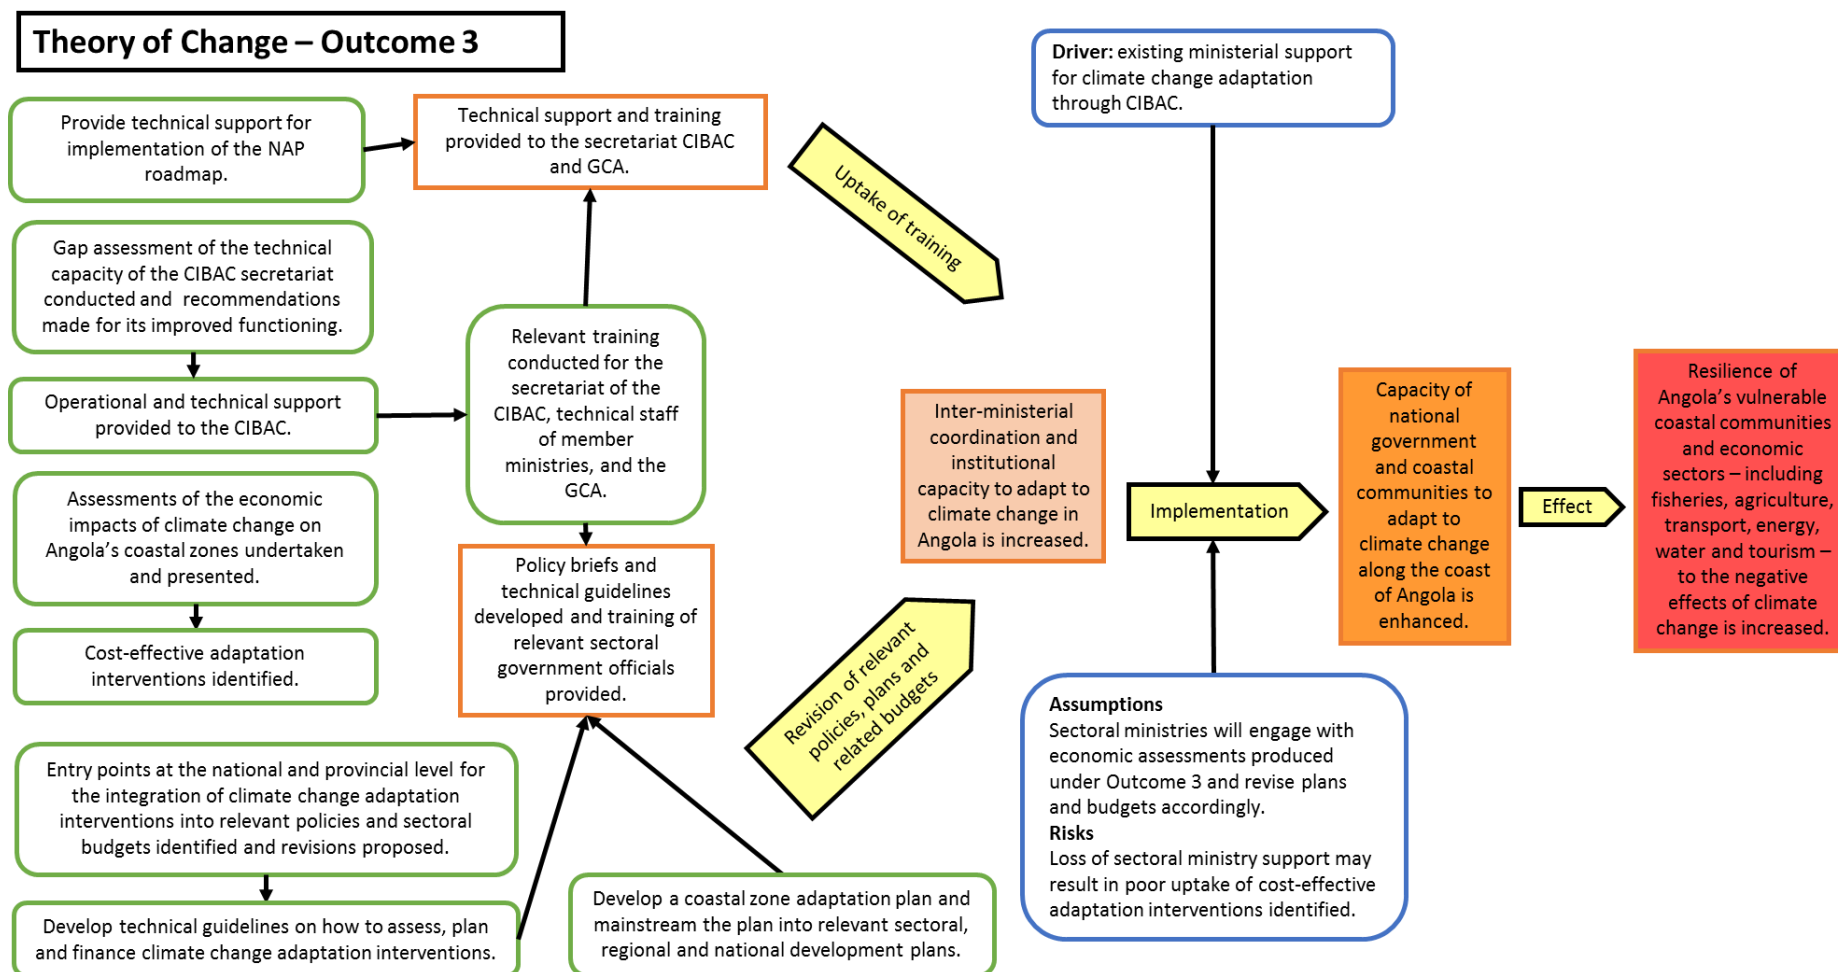 Theory of Change – Outcome 3
Provide technical support for
implementation of the NAP
roadmap.
Gap assessment of the technical
capacity of the CIBAC secretariat
conducted and recommendations
made for its improved functioning.
Operational and technical support
provided to the CIBAC.
Assessments of the economic
impacts of climate change on
Angola's coastal zones undertaken
and presented.
Cost-effective adaptation
interventions identified.
Entry points at the national and provincial level for
the integration of climate change adaptation
interventions into relevant policies and sectoral
budgets identified and revisions proposed.
Develop technical guidelines on how to assess, plan
and finance climate change adaptation interventions.
Technical support and training
provided to the secretariat CIBAC
and GCA.
Relevant training
conducted for the
secretariat of the
CIBAC, technical staff
of member
ministries, and the
GCA.
Policy briefs and
technical guidelines
developed and training of
relevant sectoral
government officials
provided.
Develop a coastal zone adaptation plan and
mainstream the plan into relevant sectoral,
regional and national development plans.
Uptake of training
Revision of relevant
policies, plans and
related budgets
Inter-ministerial
coordination and
institutional
capacity to adapt to
climate change in
Angola is increased.
Driver: existing ministerial support
for climate change adaptation
through CIBAC.
Implementation
Assumptions
Sectoral ministries will engage with
economic assessments produced
under Outcome 3 and revise plans
and budgets accordingly.
Risks
Loss of sectoral ministry support may
result in poor uptake of cost-effective
adaptation interventions identified.
Capacity of
national
government
and coastal
communities to
adapt to
climate change
along the coast
of Angola is
enhanced.
Effect
Resilience of
Angola's vulnerable
coastal communities
and economic
sectors – including
fisheries, agriculture,
transport, energy,
water and tourism –
to the negative
effects of climate
change is increased.